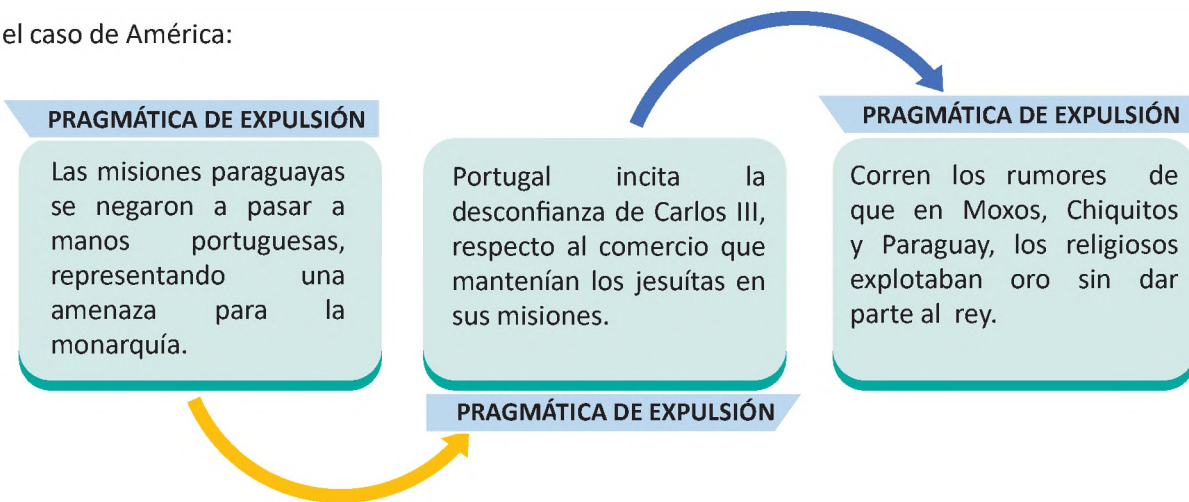 el caso de América:
PRAGMÁTICA DE EXPULSIÓN
Las misiones paraguayas
se negaron a pasar a
manos portuguesas,
representando una
amenaza para la
monarquía.
Portugal incita la
desconfianza de Carlos III,
respecto al comercio que
mantenían los jesuítas en
sus misiones.
PRAGMÁTICA DE EXPULSIÓN
PRAGMÁTICA DE EXPULSIÓN
Corren los rumores de
que en Moxos, Chiquitos
y Paraguay, los religiosos
explotaban oro sin dar
parte al rey.